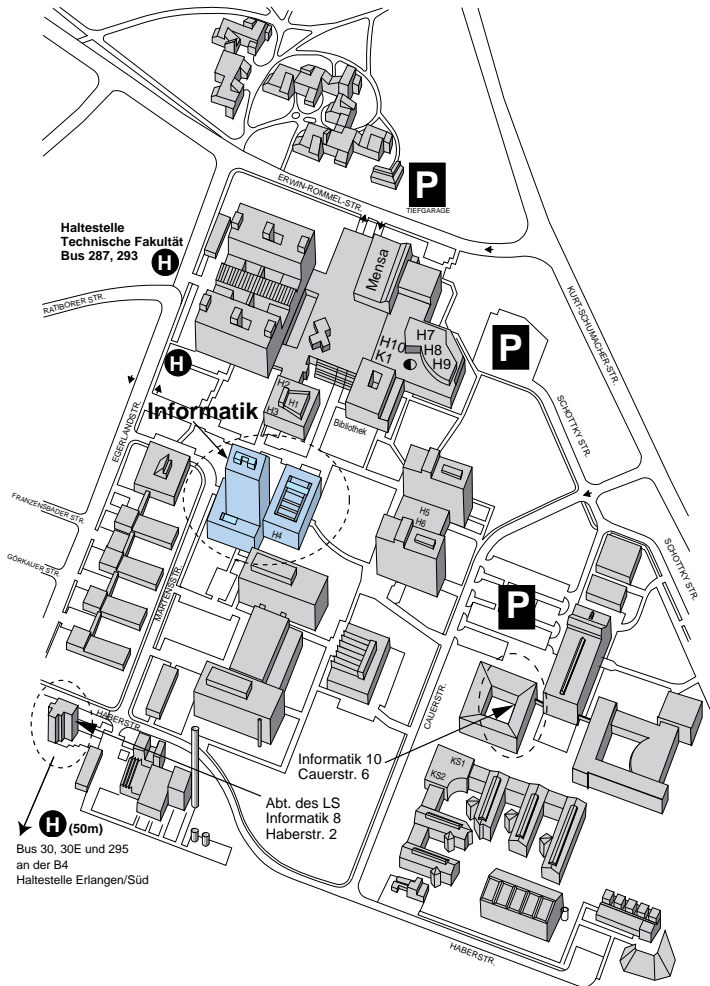 ERWIN-ROMMEL-STR.
P
TIEFGARAGE
Haltestelle
Technische Fakultät
Bus 287, 293
H
Mensa
RATIBORER STR.
KURT-SCHUMACHER-STR.
H7
H8
H9
H10
K1
P
H
H2
H1
H3
Informatik
Bibliothek
EGERLANDSTR.
SCHOTTKY STR.
FRANZENSBADER STR.
H5
H6
H4
GÖRKAUER STR.
MARTENSSTR.
SCHOTTKY STR.
P
CAUERSTR.
HABERSTR.
Informatik 10
Cauerstr. 6
KS1
KS2
Abt. des LS
Informatik 8
Haberstr. 2
H (50m)
Bus 30, 30E und 295
an der B4
Haltestelle Erlangen/Süd
HABERSTR.